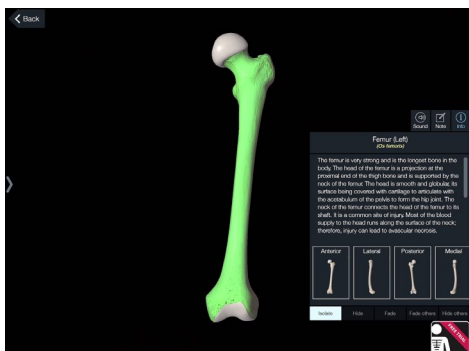 Back
Sound Note Info
Femur (Left)
(Os femoris)
The femur is very strong and is the longest bone in the
body. The head of the femur is a projection at the
proximal end of the thigh bone and is supported by the
neck of the femur. The head is smooth and globular, its
surface being covered with cartilage to articulate with
the acetabulum of the pelvis to form the hip joint. The
neck of the femur connects the head of the femur to its
shaft. It is a common site of injury. Most of the blood
supply to the head runs along the surface of the neck;
therefore, injury can lead to avascular necrosis.
Anterior Lateral Posterior Medial
Isolate Hide Fade Fade others Hide others
FREE TRIAL